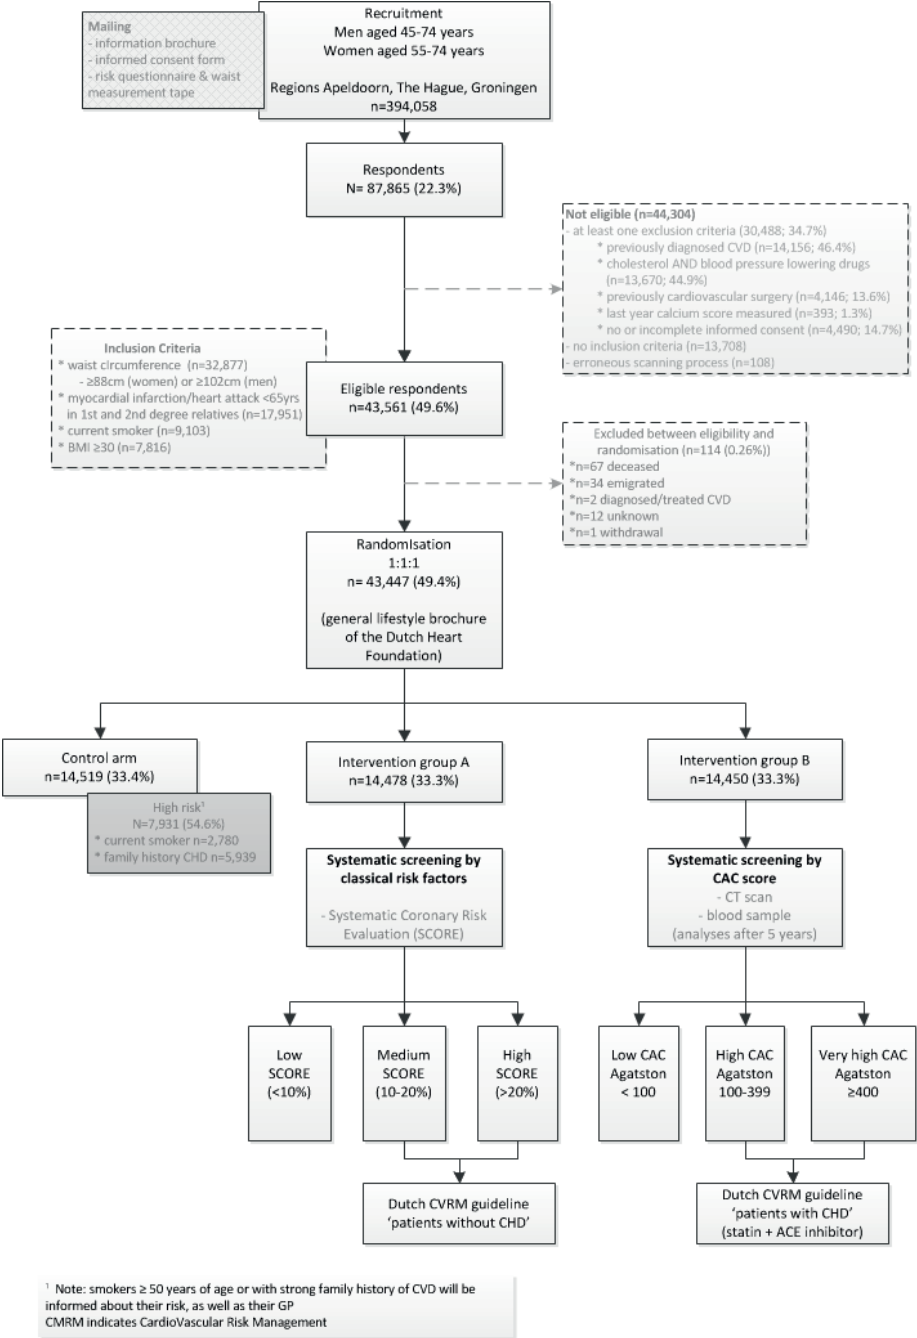 Mailing
- information brochure
- informed consent form
- risk questionnaire & waist
measurement tape
Recruitment
Men aged 45-74 years
Women aged 55-74 years
Regions Apeldoorn, The Hague, Groningen
n=394,058
Respondents
N= 87,865 (22.3%)
Not eligible (n=44,304)
- at least one exclusion criteria (30,488; 34.7%)
* previously diagnosed CVD (n=14,156; 46.4%)
* cholesterol AND blood pressure lowering drugs
(n=13,670; 44.9%)
* previously cardiovascular surgery (n=4,146; 13.6%)
* last year calcium score measured (n=393; 1.3%)
* no or incomplete informed consent (n=4,490; 14.7%)
- no inclusion criteria (n=13,708)
- erroneous scanning process (n=108)
Inclusion Criteria
* waist circumference (n=32,877)
- ≥88cm (women) or ≥102cm (men)
* myocardial infarction/heart attack <65yrs
in 1st and 2nd degree relatives (n=17,951)
* current smoker (n=9,103)
* BMI ≥30 (n=7,816)
Eligible respondents
n=43,561 (49.6%)
Excluded between eligibility and
randomisation (n=114 (0.26%))
*n=67 deceased
*n=34 emigrated
*n=2 diagnosed/treated CVD
*n=12 unknown
*n=1 withdrawal
Randomisation
1:1:1
n= 43,447 (49.4%)
(general lifestyle brochure
of the Dutch Heart
Foundation)
Control arm
n=14,519 (33.4%)
High risk¹
N=7,931 (54.6%)
* current smoker n=2,780
* family history CHD n=5,939
Intervention group A
n=14,478 (33.3%)
Intervention group B
n=14,450 (33.3%)
Systematic screening by
classical risk factors
- Systematic Coronary Risk
Evaluation (SCORE)
Systematic screening by
CAC score
- CT scan
- blood sample
(analyses after 5 years)
Low
SCORE
(<10%)
Medium
SCORE
(10-20%)
High
SCORE
(>20%)
Low CAC
Agatston
< 100
High CAC
Agatston
100-399
Very high CAC
Agatston
≥400
Dutch CVRM guideline
‘patients without CHD’
Dutch CVRM guideline
‘patients with CHD’
(statin + ACE inhibitor)
¹ Note: smokers ≥ 50 years of age or with strong family history of CVD will be
informed about their risk, as well as their GP
CMRM indicates CardioVascular Risk Management